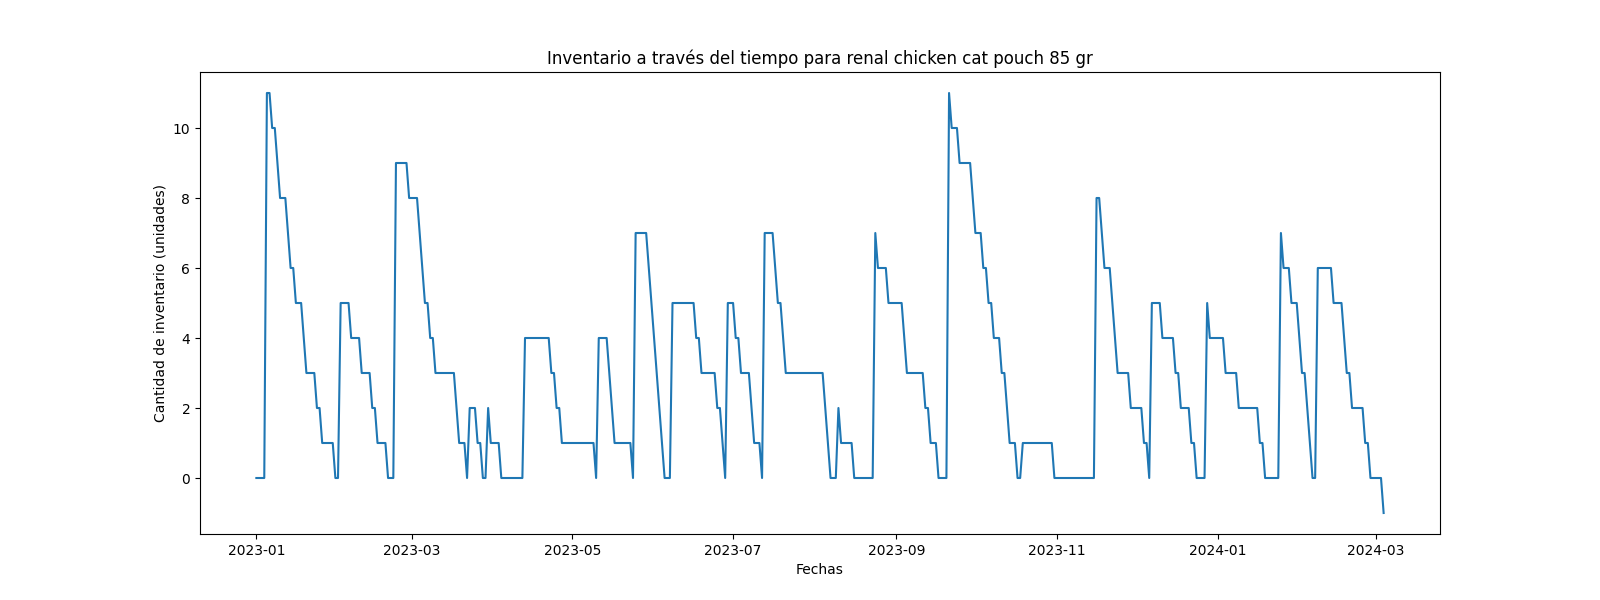 Inventario a través del tiempo para renal chicken cat pouch 85 gr
Cantidad de inventario (unidades)
10
8
6
4
2
0
2023-01 2023-03 2023-05 2023-07 2023-09 2023-11 2024-01 2024-03
Fechas